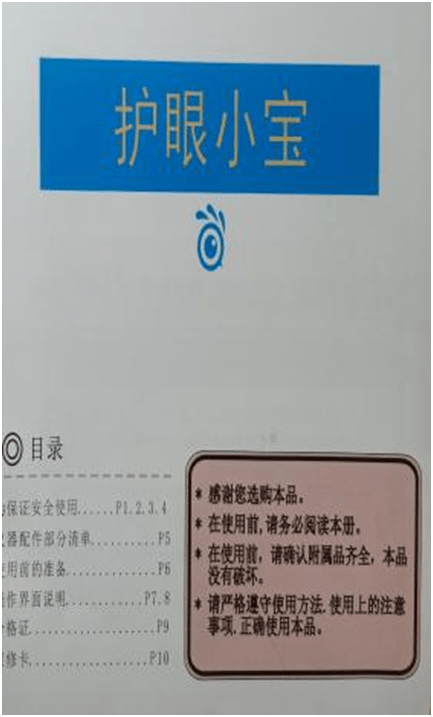 护眼小宝
目录
保证安全使用......P1.2.3.4
器配件部分清单..........P5
用前的准备.............P6
作界面说明...........P7.8
格证...................P9
修卡..................P10
* 感谢您选购本品。
* 在使用前,请务必阅读本册。
* 在使用前，请确认附属品齐全，本品
没有破坏。
* 请严格遵守使用方法.使用上的注意
事项.正确使用本品。